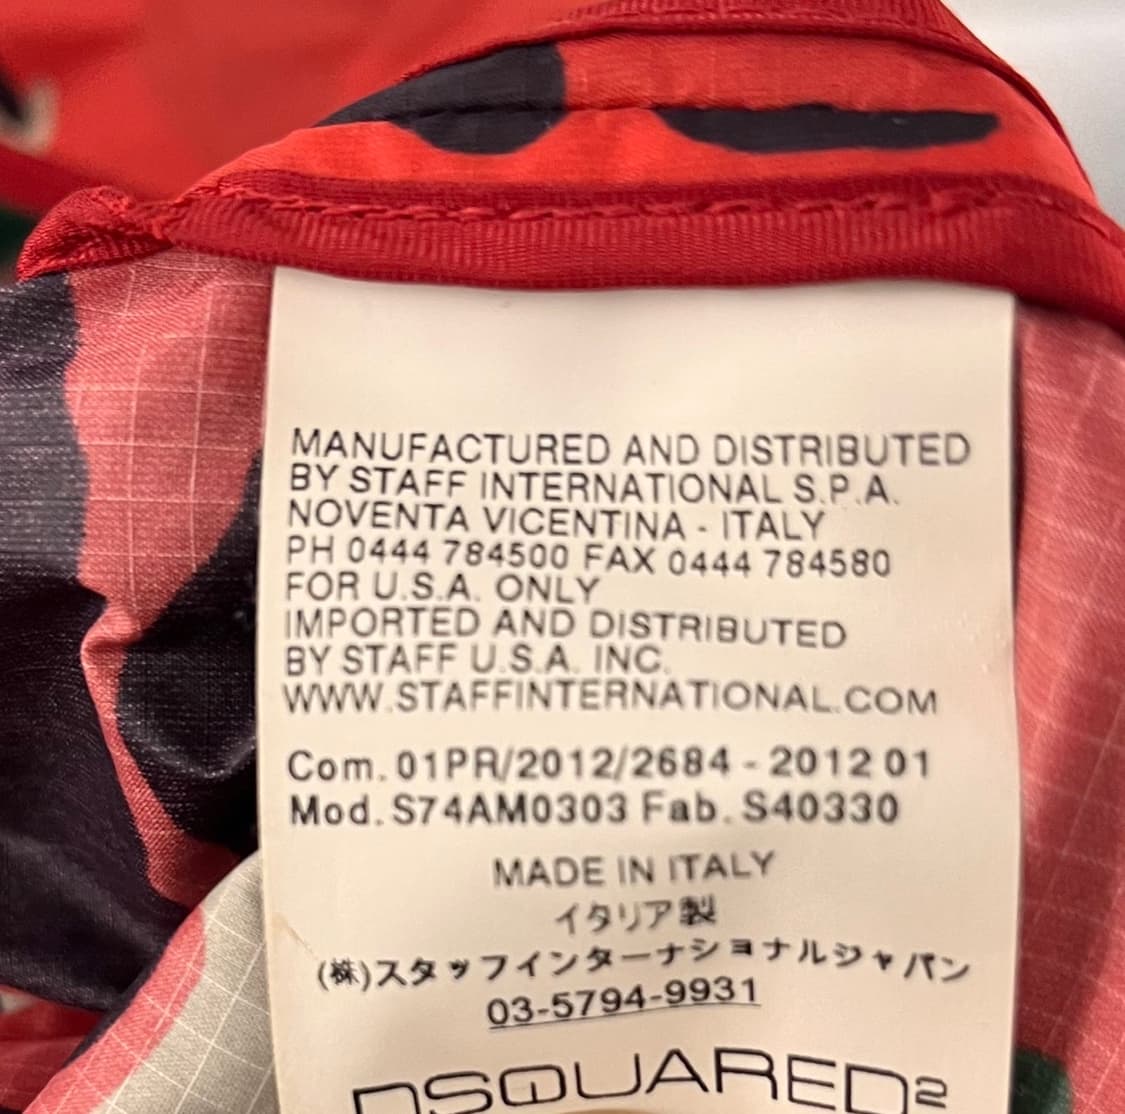 MANUFACTURED AND DISTRIBUTED
BY STAFF INTERNATIONAL S.P.A.
NOVENTA VICENTINA - ITALY
PH 0444 784500 FAX 0444 784580
FOR U.S.A. ONLY
IMPORTED AND DISTRIBUTED
BY STAFF U.S.A. INC.
WWW.STAFFINTERNATIONAL.COM
Com. 01PR/2012/2684 - 2012 01
Mod. S74AM0303 Fab. S40330
MADE IN ITALY
イタリア製
(株)スタッフインターナショナルジャパン
03-5794-9931
DSQUARED2